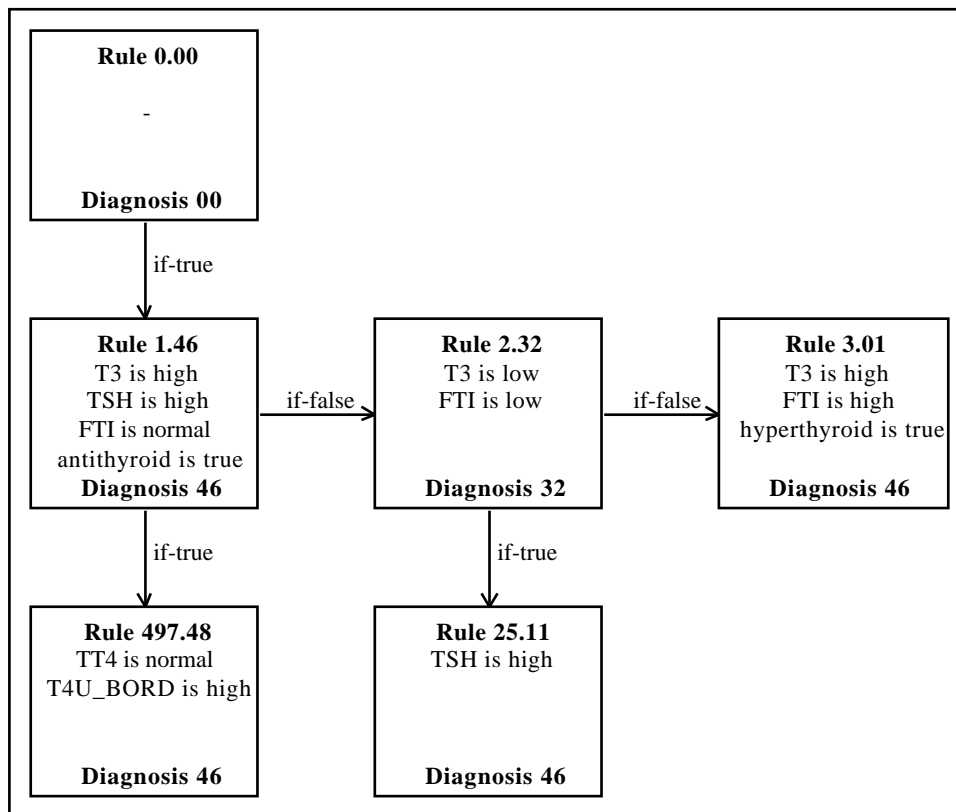 Rule 0.00
-
Diagnosis 00
if-true
Rule 1.46
T3 is high
TSH is high
FTI is normal
antithyroid is true
Diagnosis 46
if-false
Rule 2.32
T3 is low
FTI is low
Diagnosis 32
if-false
Rule 3.01
T3 is high
FTI is high
hyperthyroid is true
Diagnosis 46
if-true
if-true
Rule 497.48
TT4 is normal
T4U_BORD is high
Diagnosis 46
Rule 25.11
TSH is high
Diagnosis 46